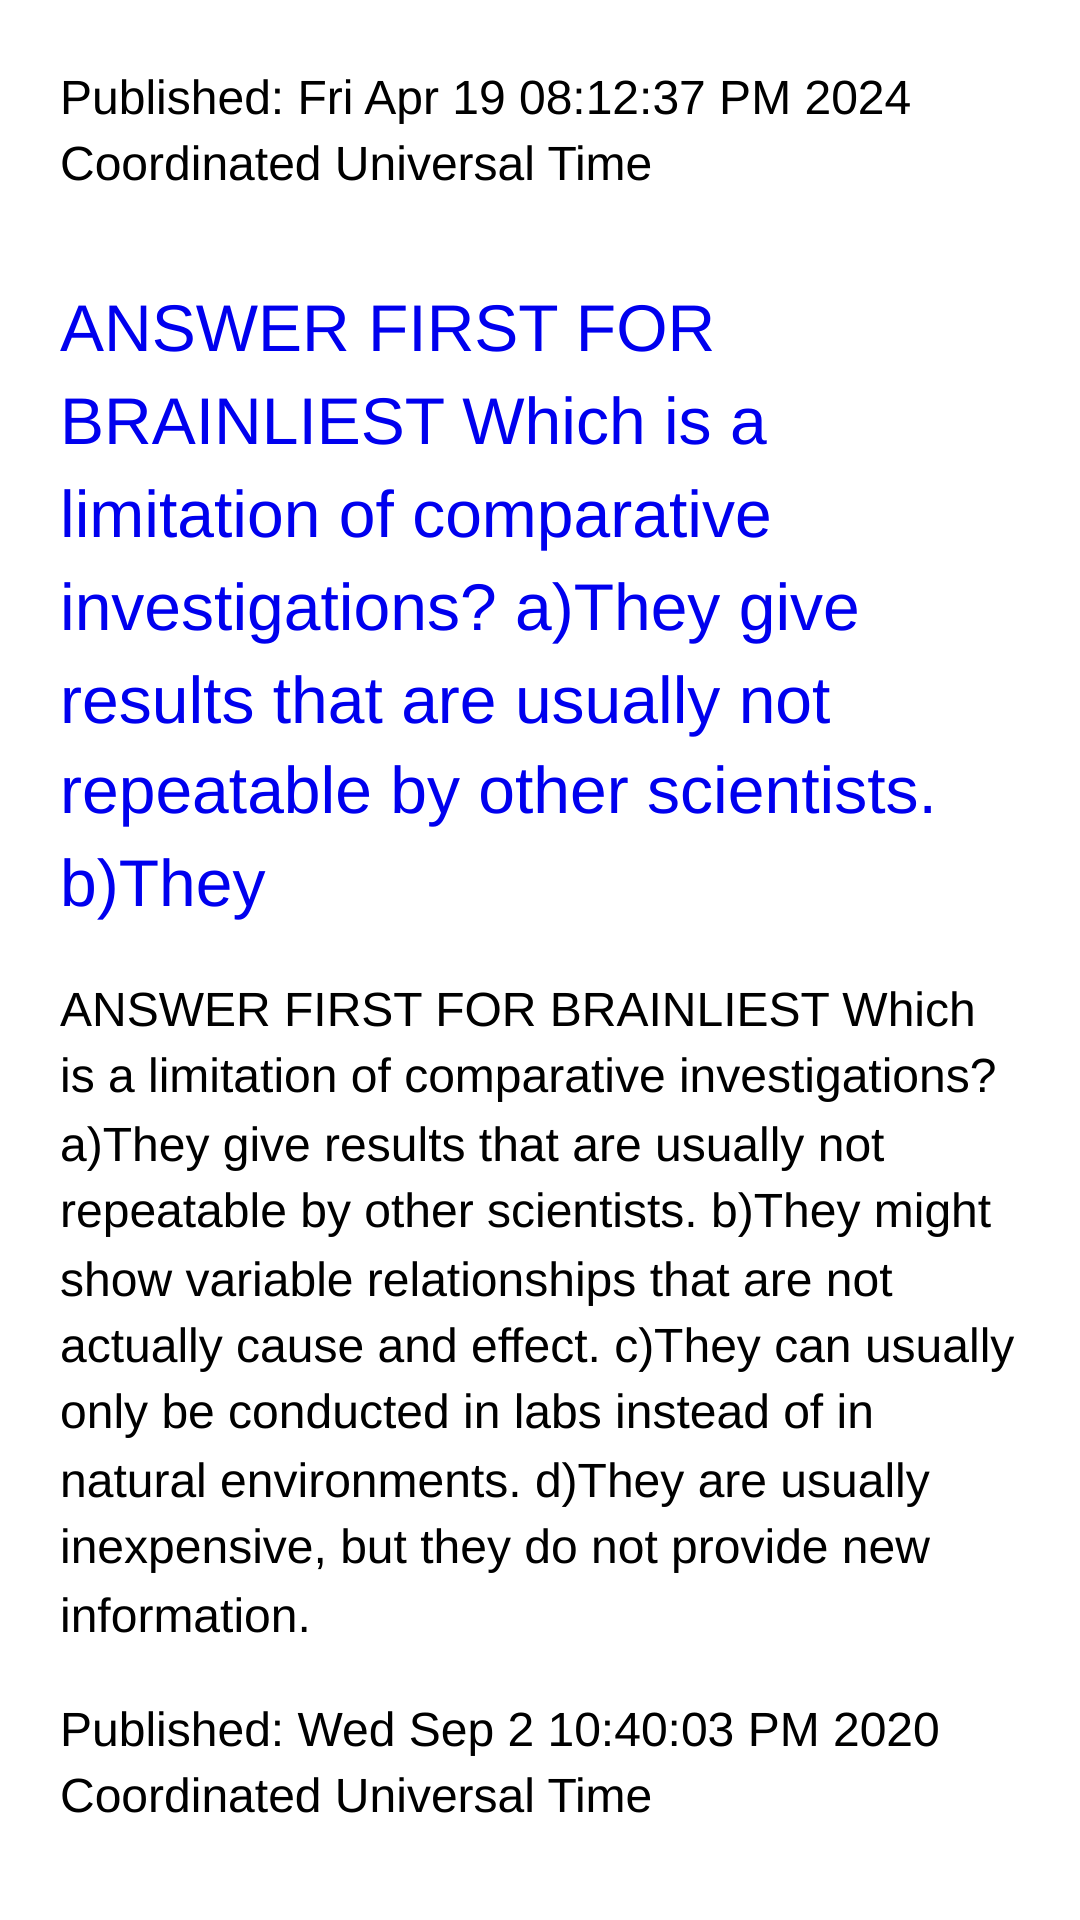 Published: Fri Apr 19 08:12:37 PM 2024
Coordinated Universal Time
ANSWER FIRST FOR
BRAINLIEST Which is a
limitation of comparative
investigations? a)They give
results that are usually not
repeatable by other scientists.
b)They
ANSWER FIRST FOR BRAINLIEST Which
is a limitation of comparative investigations?
a)They give results that are usually not
repeatable by other scientists. b)They might
show variable relationships that are not
actually cause and effect. c)They can usually
only be conducted in labs instead of in
natural environments. d)They are usually
inexpensive, but they do not provide new
information.
Published: Wed Sep 2 10:40:03 PM 2020
Coordinated Universal Time